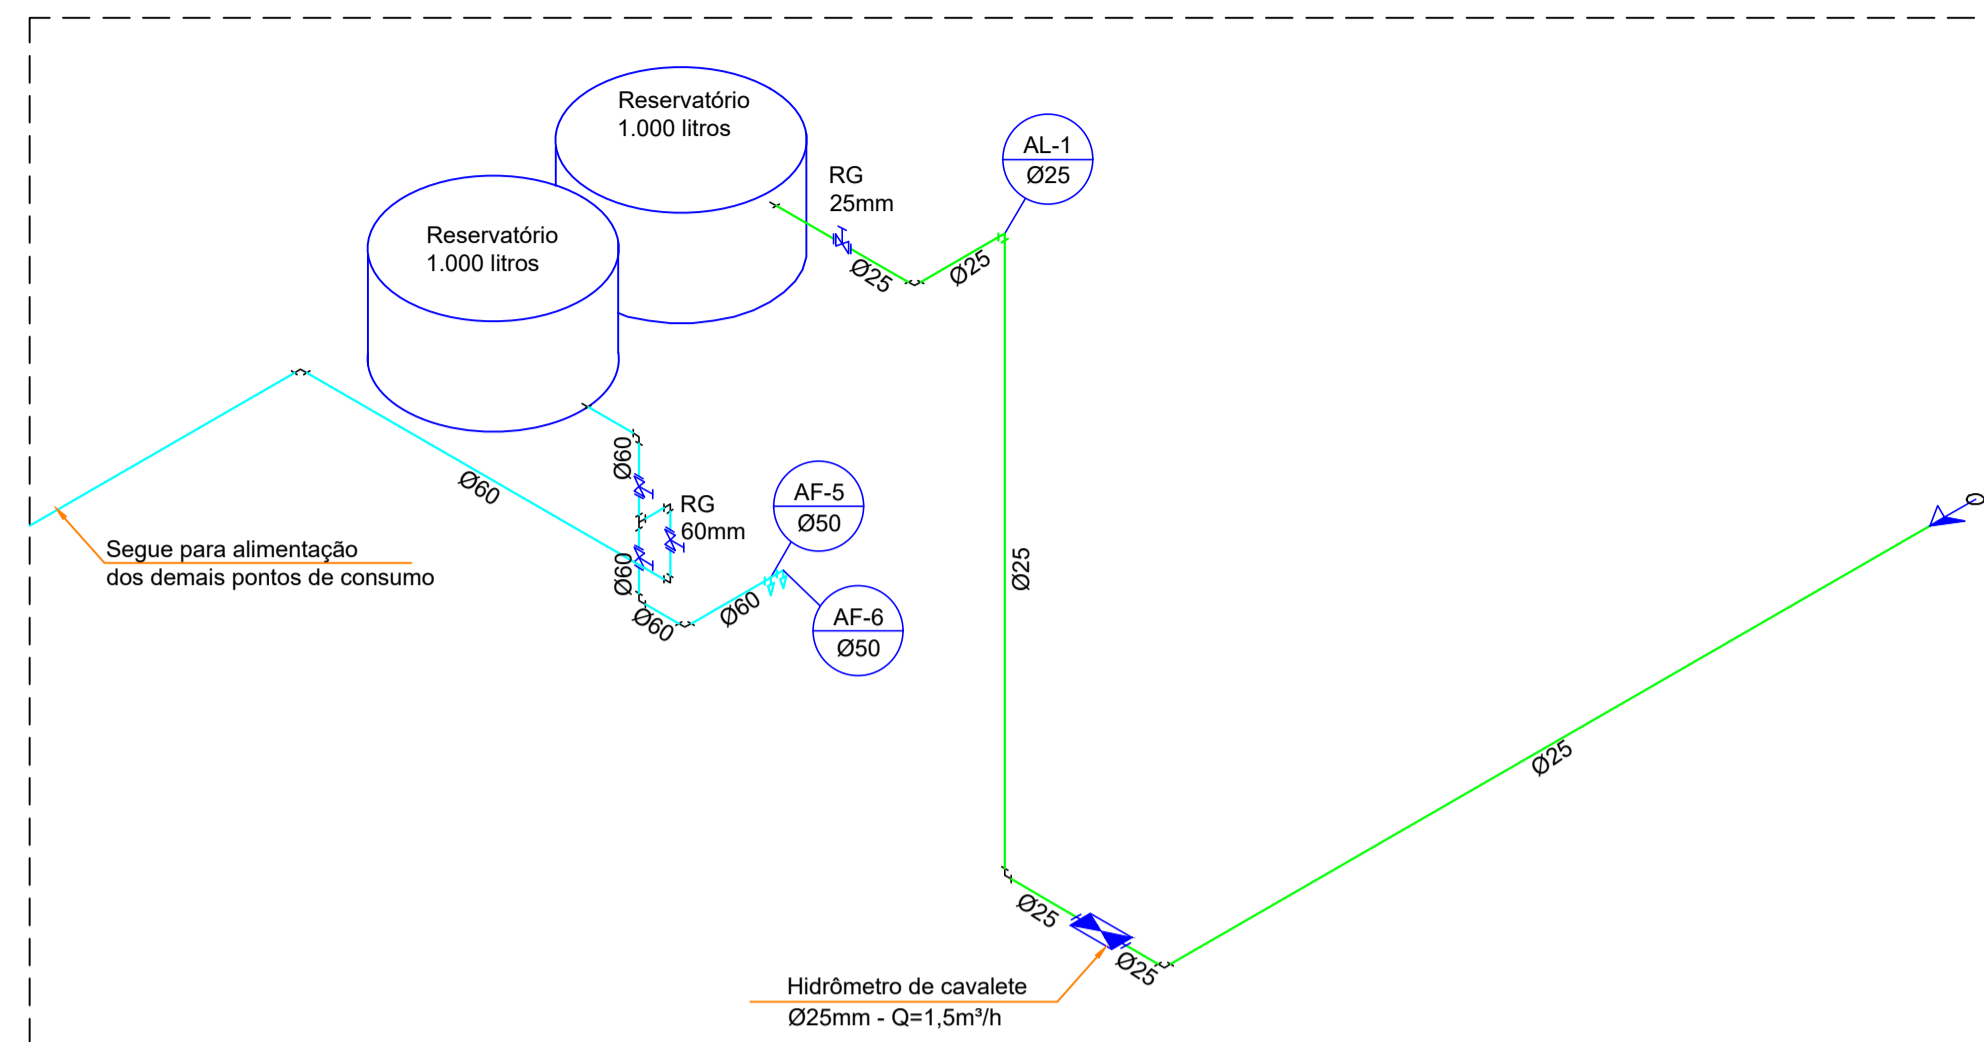 Reservatório
1.000 litros
AL-1
Ø25
RG
25mm
Reservatório
1.000 litros
Ø25
Ø25
Ø60
Ø60
AF-5
Ø50
RG
60mm
Segue para alimentação
dos demais pontos de consumo
Ø60
Ø60
Ø60
AF-6
Ø50
Ø25
Ø25
Ø25
Ø25
Hidrômetro de cavalete
Ø25mm - Q=1,5m³/h